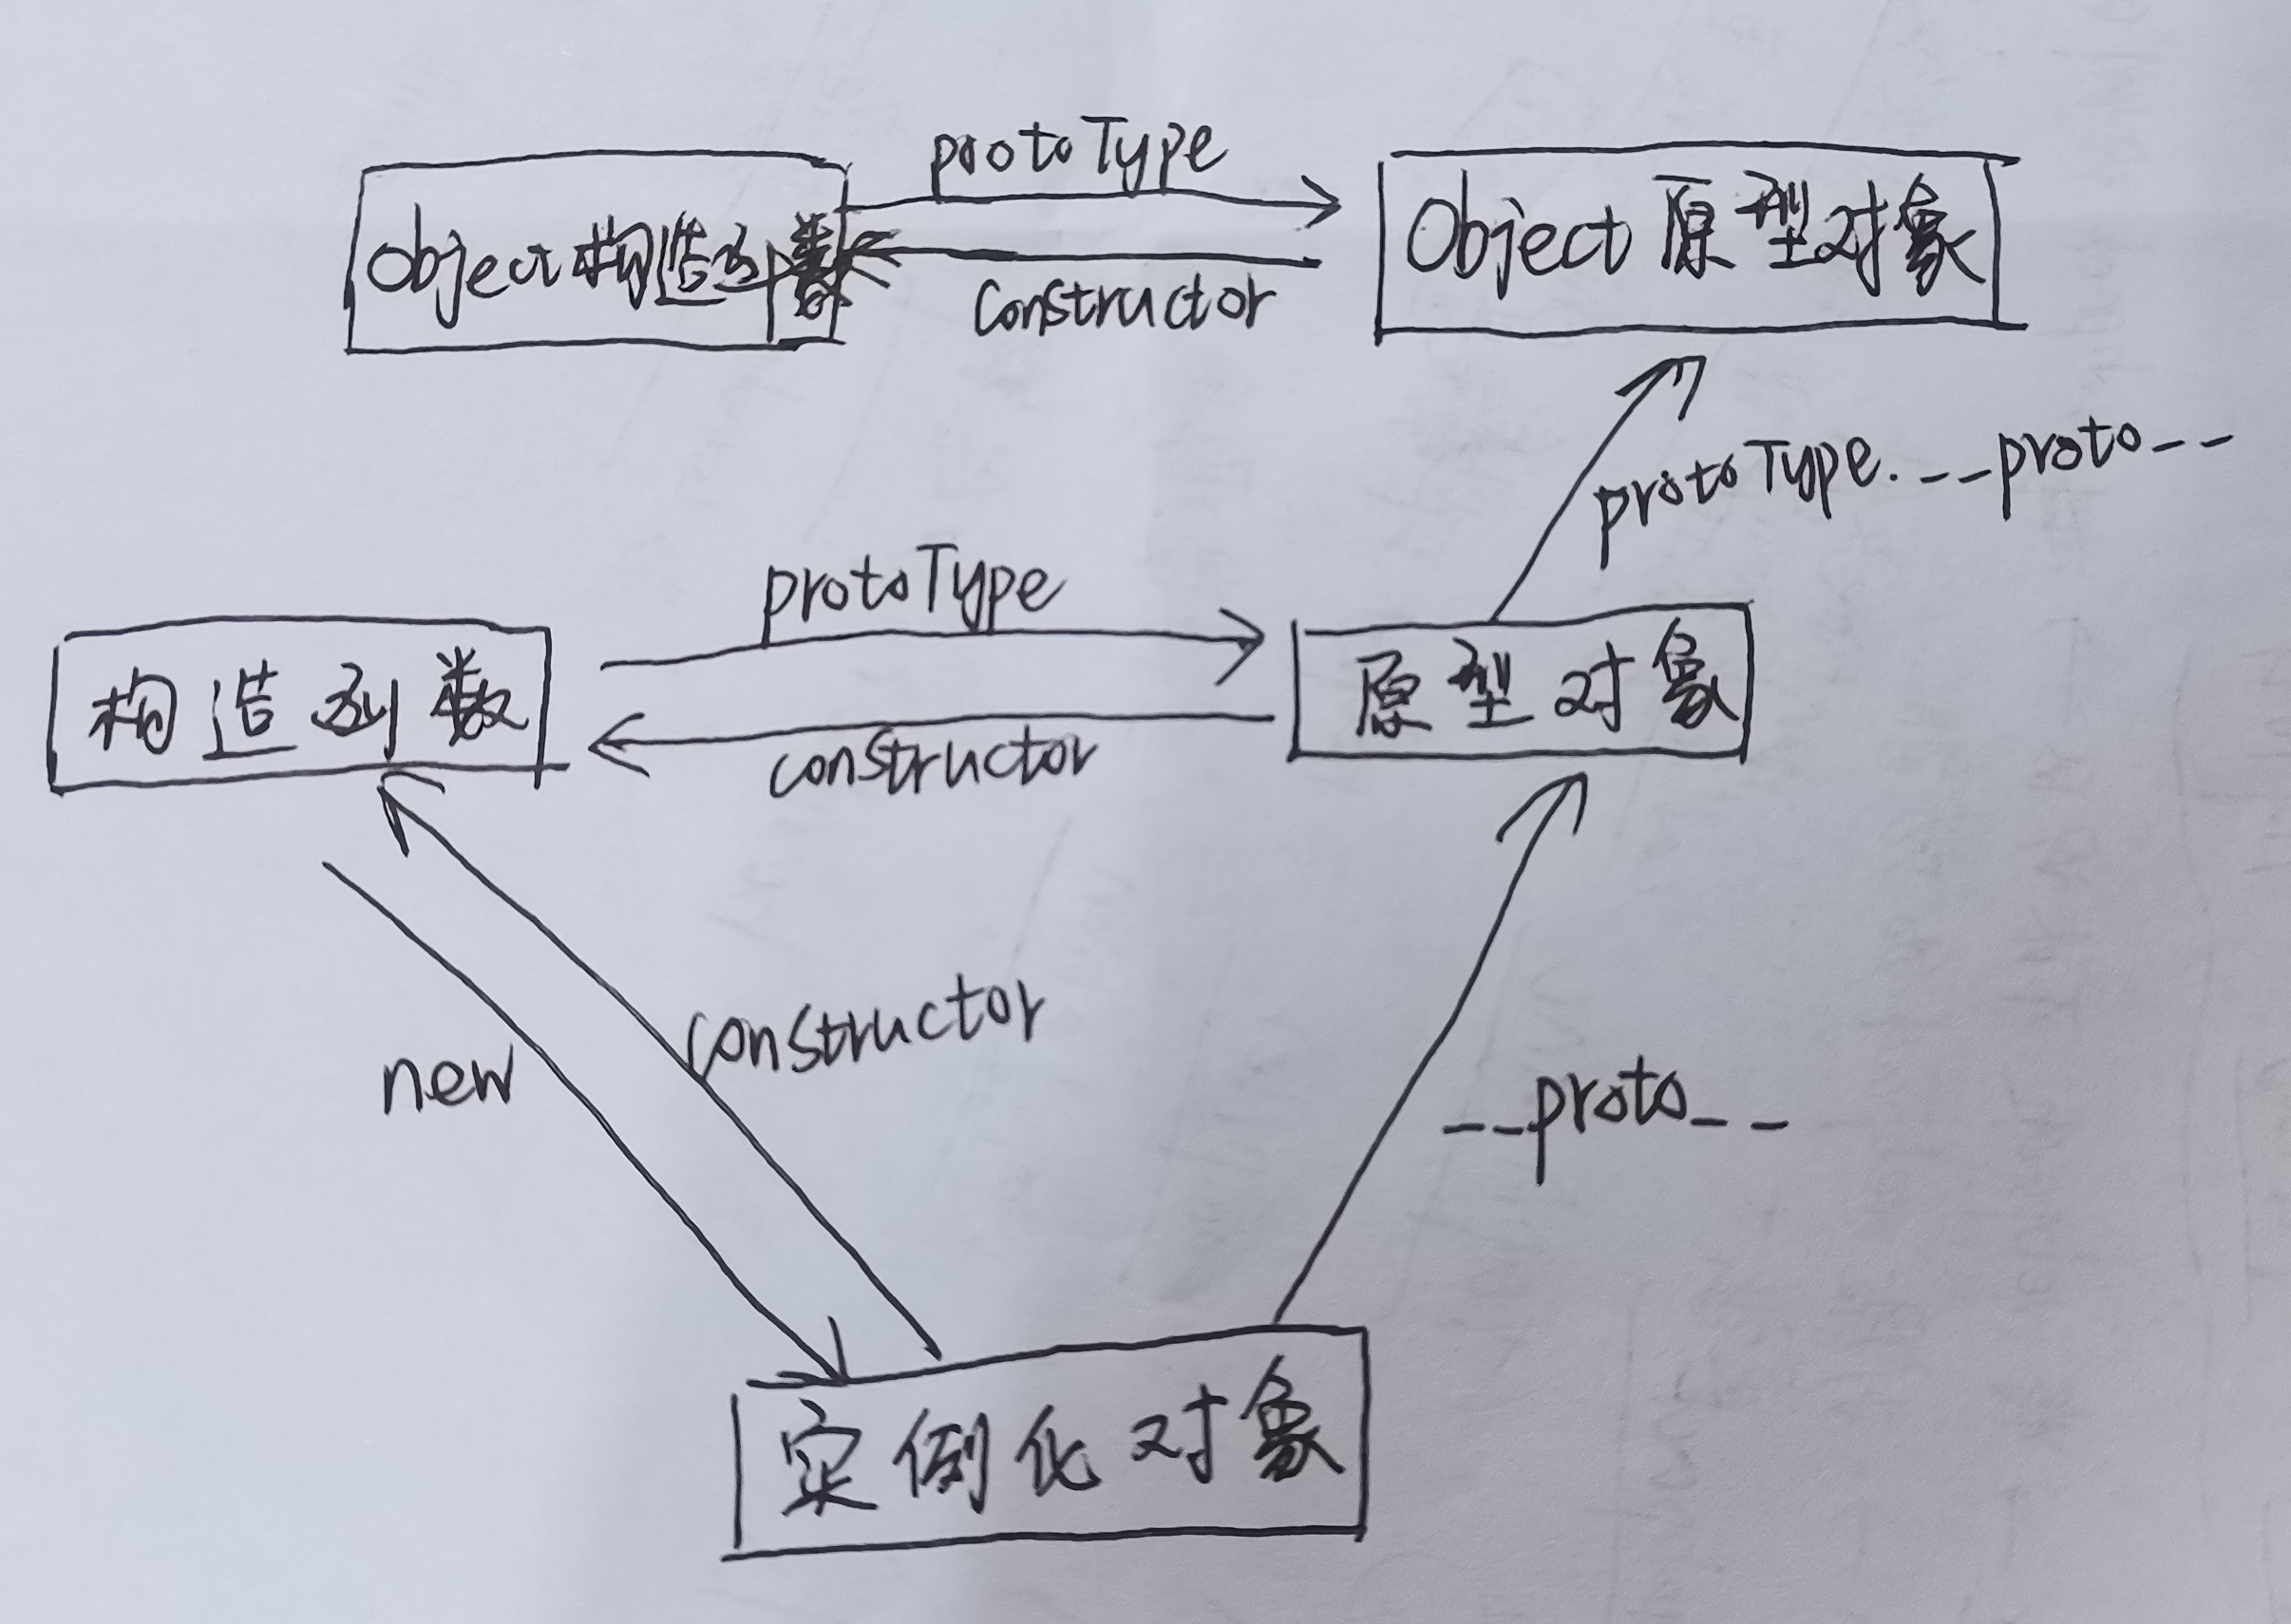 protoType
Object构造函数
Object原型对象
constructor
protoType.__proto__
protoType
构造函数
原型对象
constructor
constructor
new
__proto__
实例化对象